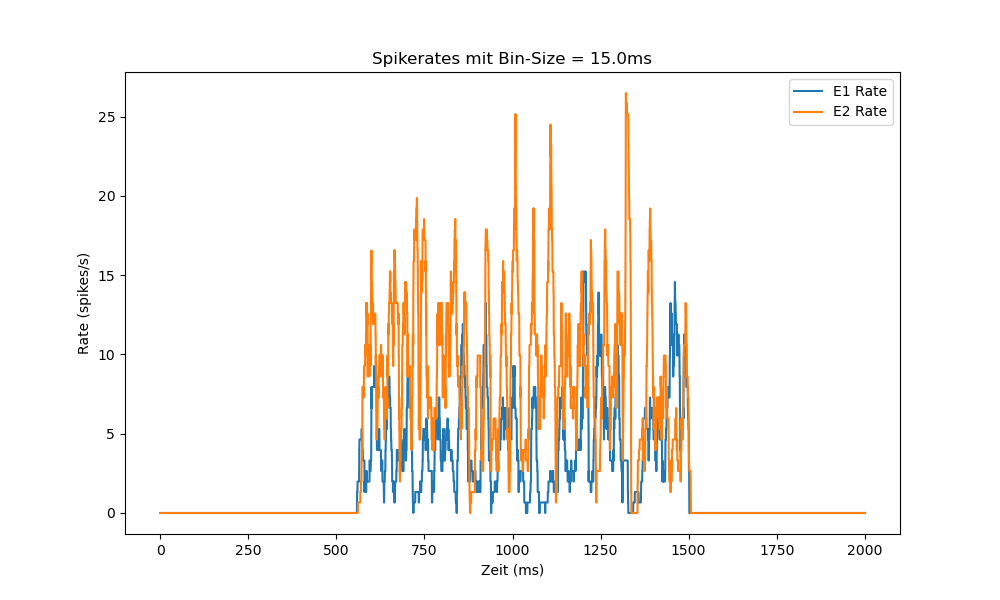 Spikerates mit Bin-Size = 15.0ms
E1 Rate
E2 Rate
Rate (spikes/s)
25
20
15
10
5
0
0 250 500 750 1000 1250 1500 1750 2000
Zeit (ms)